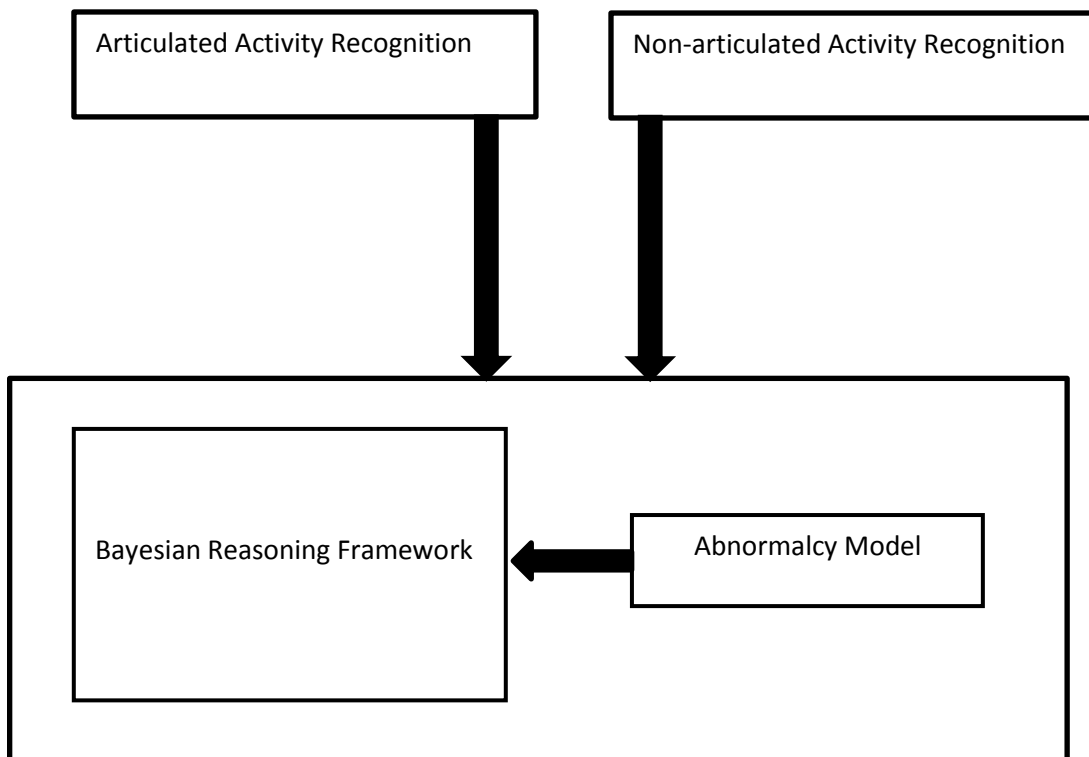 Articulated Activity Recognition
Non-articulated Activity Recognition
Bayesian Reasoning Framework
Abnormalcy Model